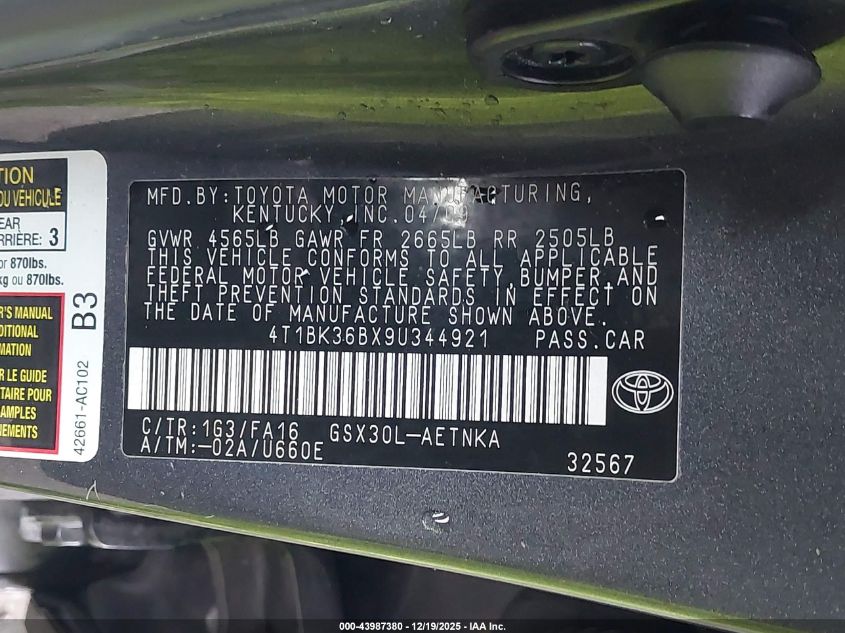 TION
OU VÉHICULE
EAR
ARRIÈRE: 3
or 870lbs.
kg ou 870lbs.
R'S MANUAL
DITIONAL
MATION
R LE GUIDE
TAIRE POUR
AMPLES
NEMENTS
42661-AC102 B3
MFD.BY:TOYOTA MOTOR MANUFACTURING,
KENTUCKY, INC. 04/09
GVWR 4565LB GAWR FR 2665LB RR 2505LB
THIS VEHICLE CONFORMS TO ALL APPLICABLE
FEDERAL MOTOR VEHICLE SAFETY,BUMPER,AND
THEFT PREVENTION STANDARDS IN EFFECT ON
THE DATE OF MANUFACTURE SHOWN ABOVE.
4T1BK36BX9U344921 PASS.CAR
C/TR:1G3/FA16 GSX30L-AETNKA
A/TM:-02A/U660E
32567
000-43987380 - 12/19/2025 - IAA Inc.